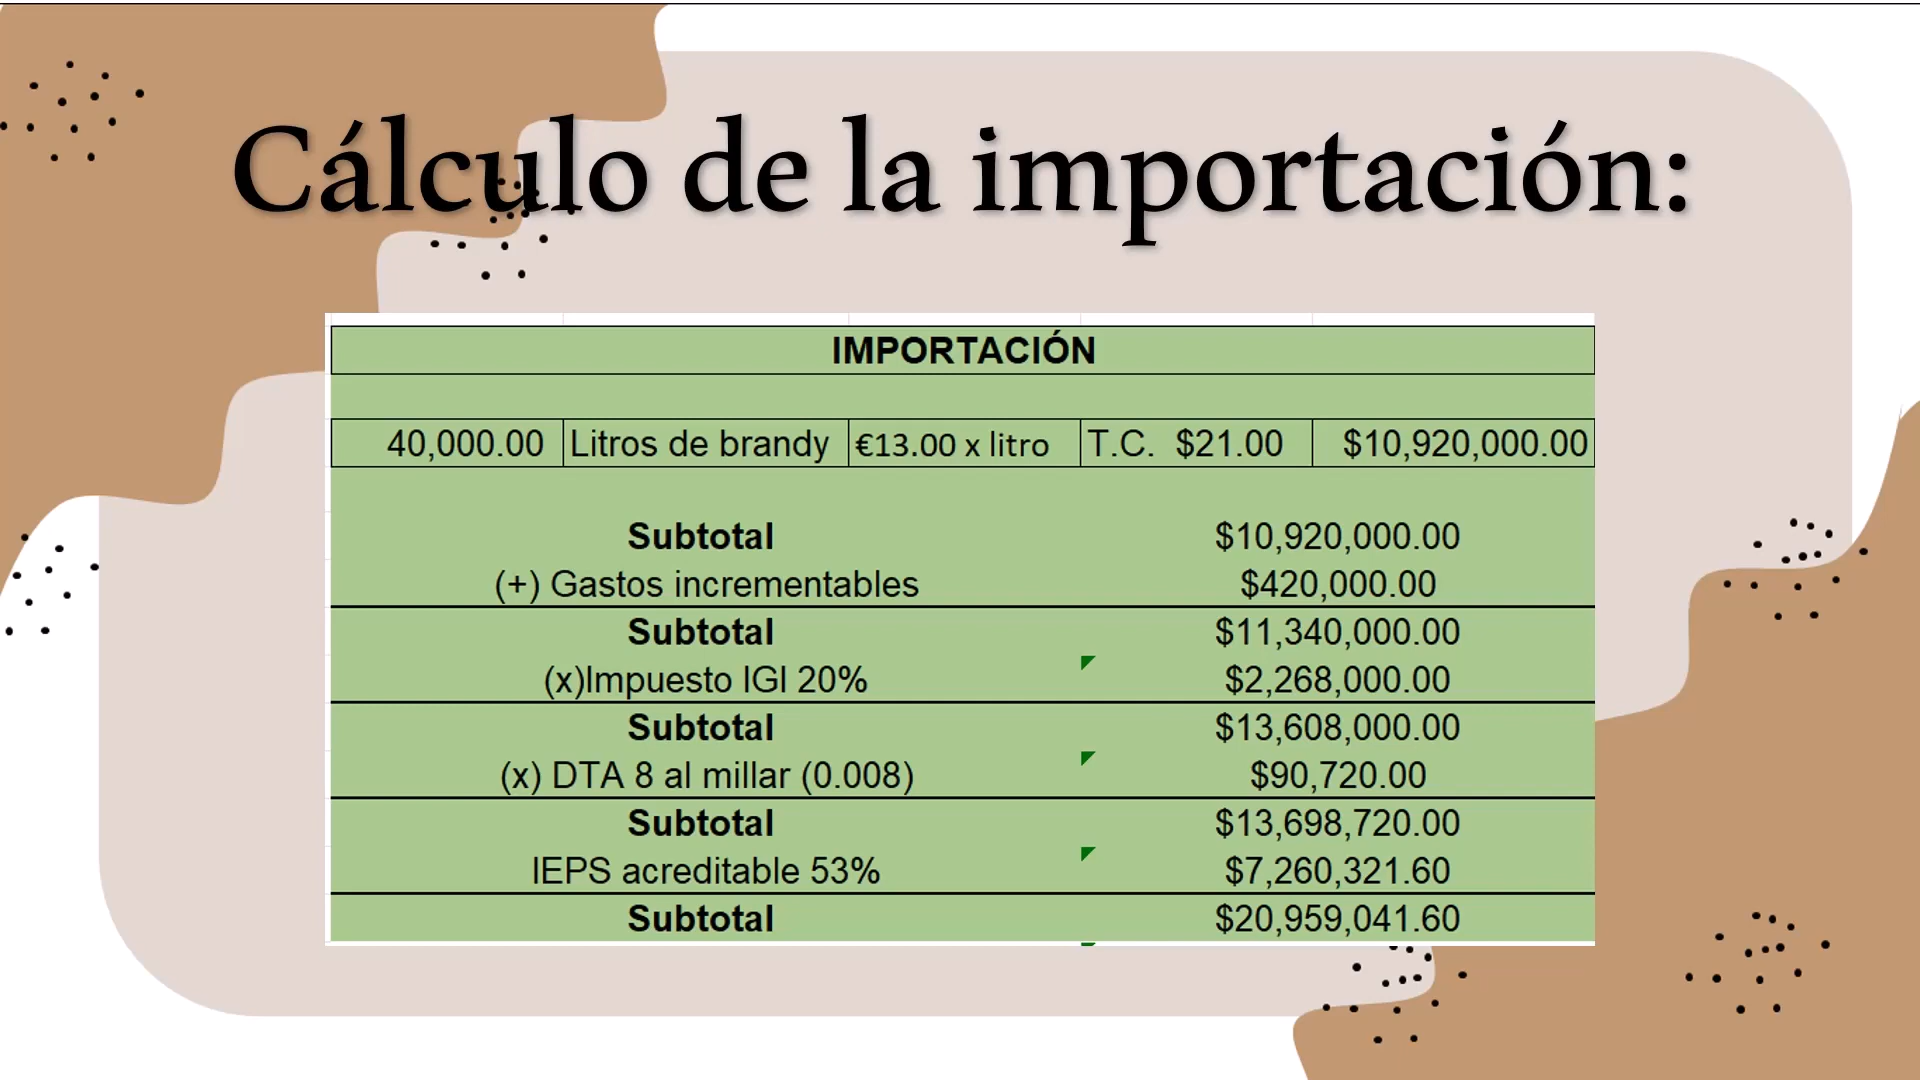 Cálculo de la importación:
IMPORTACIÓN
40,000.00 Litros de brandy €13.00 x litro T.C. $21.00 $10,920,000.00
Subtotal $10,920,000.00
(+) Gastos incrementables $420,000.00
Subtotal $11,340,000.00
(x)Impuesto IGI 20% $2,268,000.00
Subtotal $13,608,000.00
(x) DTA 8 al millar (0.008) $90,720.00
Subtotal $13,698,720.00
IEPS acreditable 53% $7,260,321.60
Subtotal $20,959,041.60